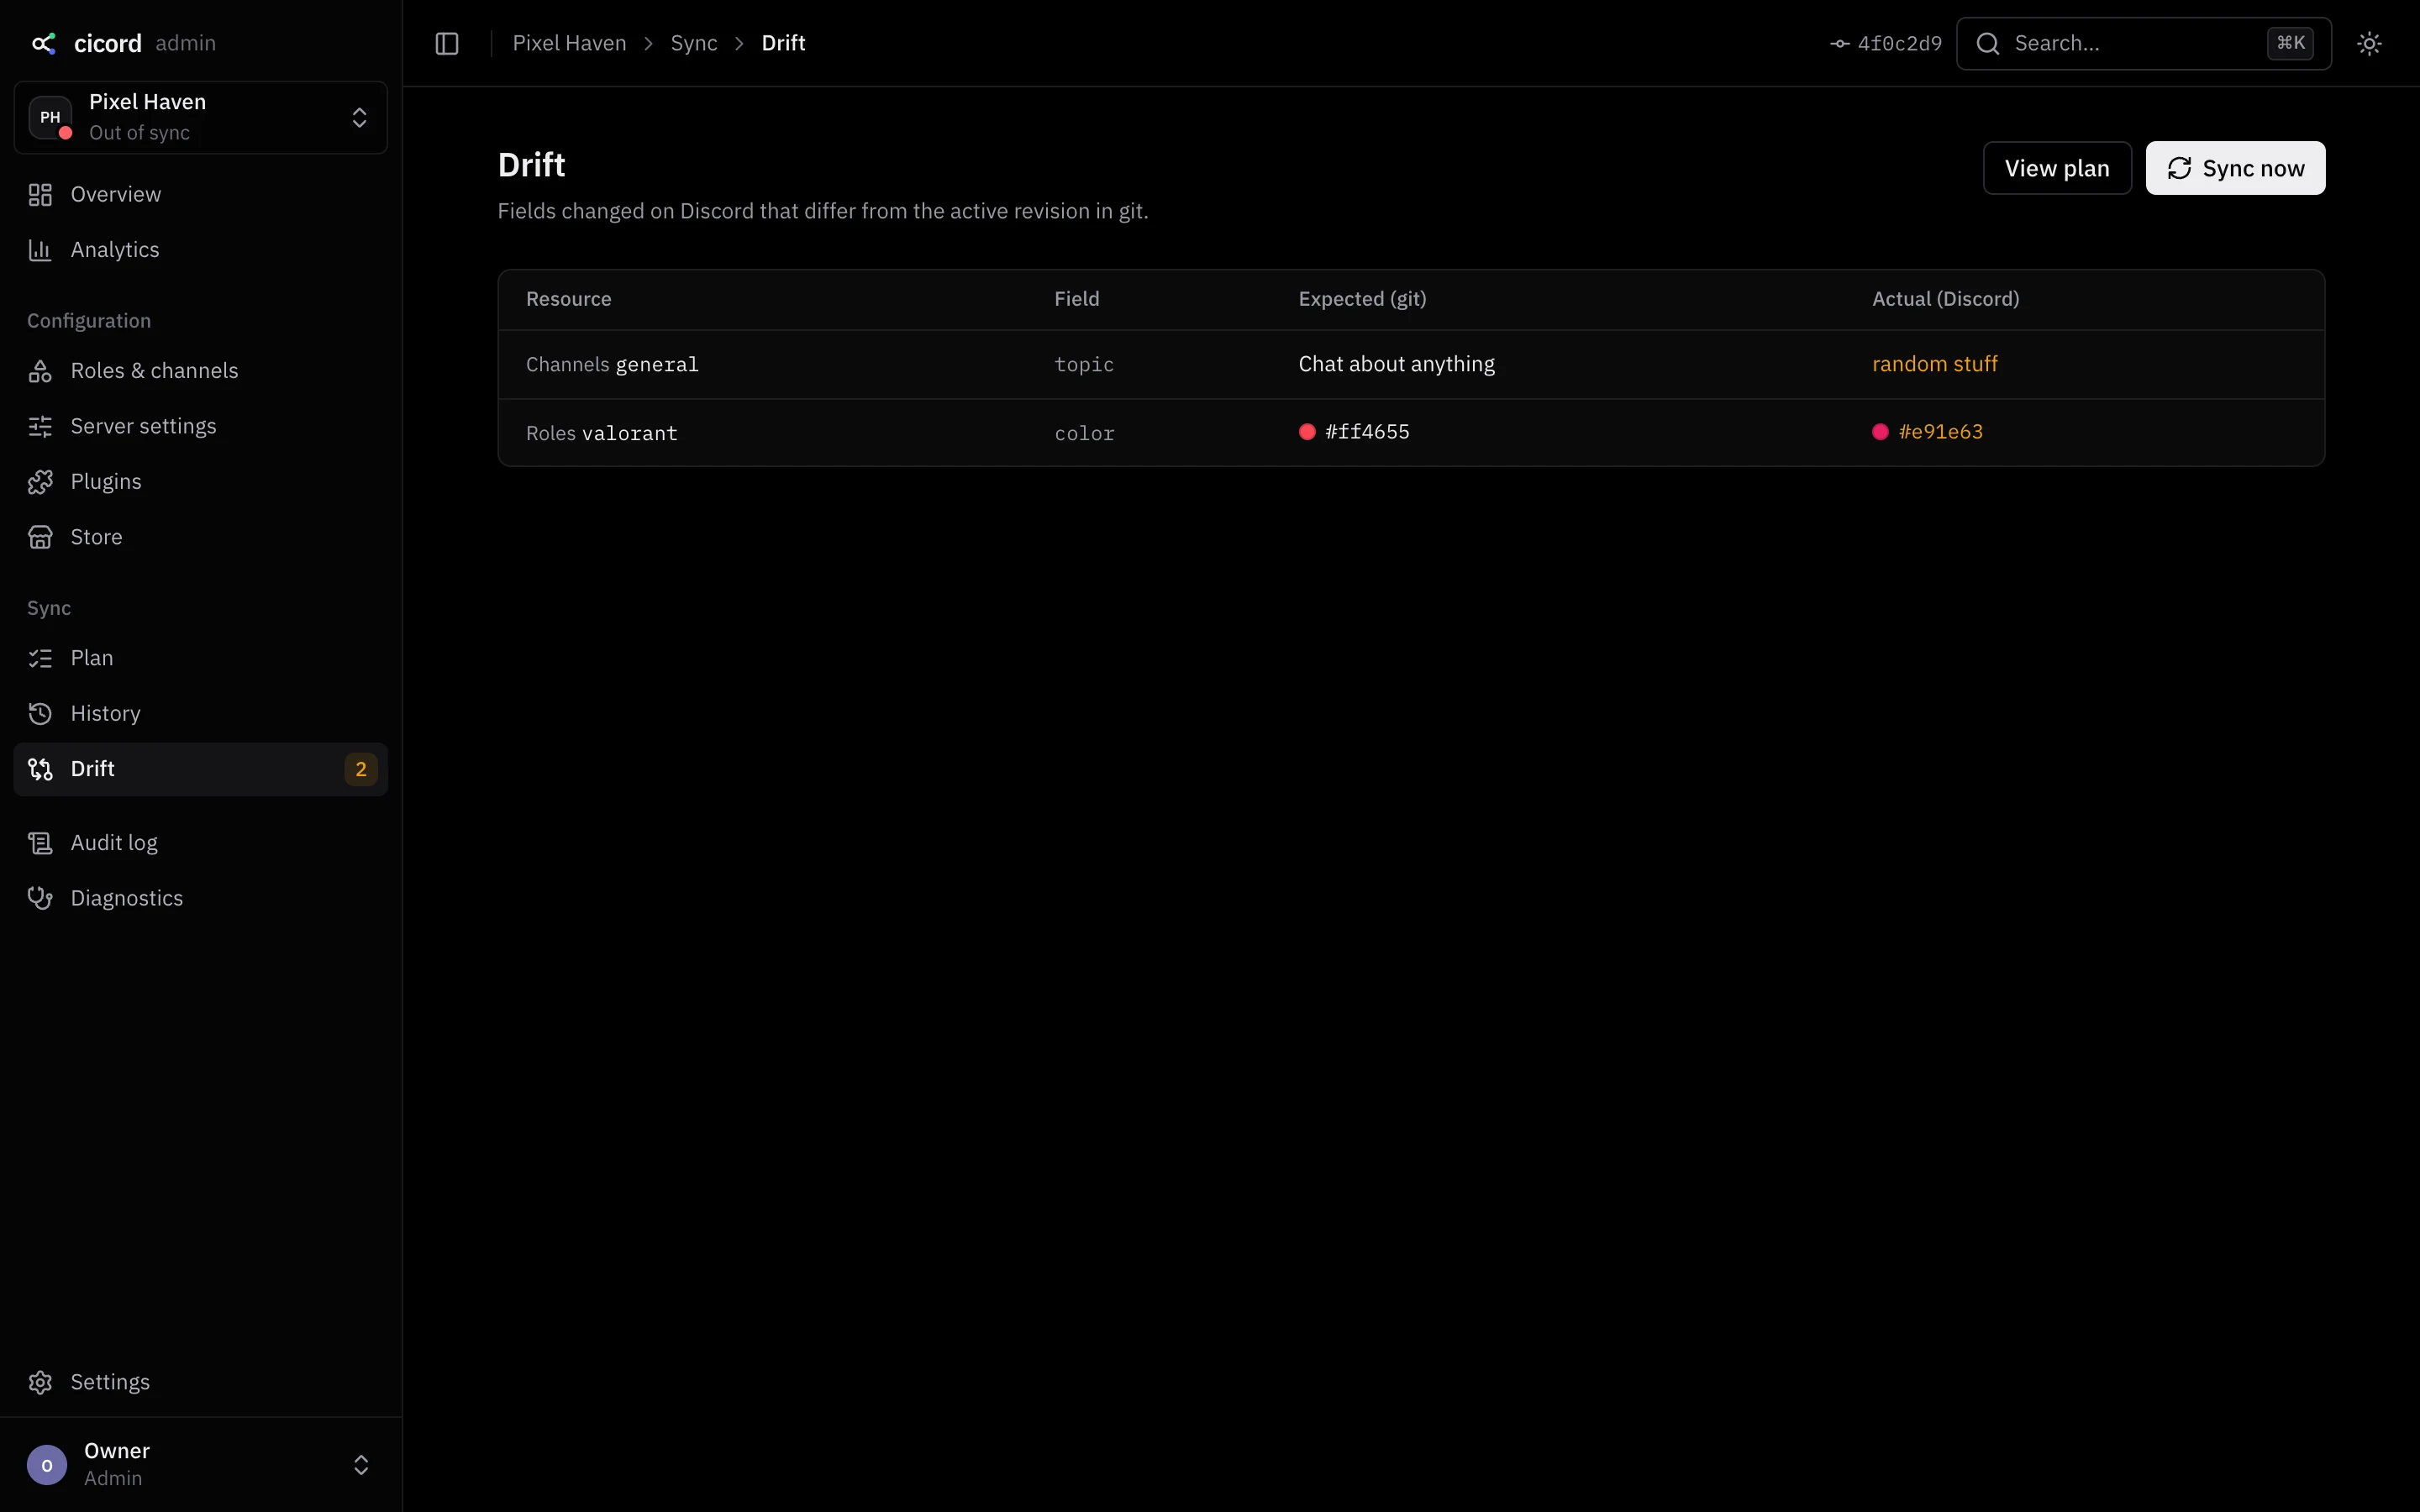 cicord admin
PH
Pixel Haven
Out of sync
Overview
Analytics
Configuration
Roles & channels
Server settings
Plugins
Store
Sync
Plan
History
Drift 2
Audit log
Diagnostics
Settings
O
Owner
Admin
Pixel Haven > Sync > Drift
4f0c2d9
Search... ⌘K
Drift
Fields changed on Discord that differ from the active revision in git.
View plan
Sync now
Resource Field Expected (git) Actual (Discord)
Channels general topic Chat about anything random stuff
Roles valorant color #ff4655 #e91e63